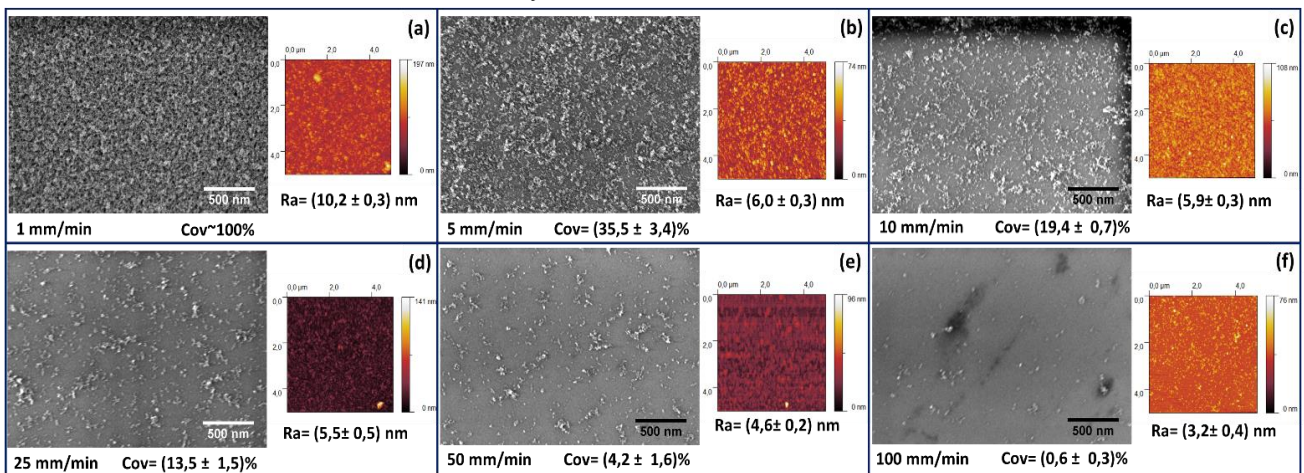 (a)
0,0 μm 2,0 4,0
0,0
2,0
4,0
197 nm
0 nm
500 nm
Ra= (10,2 ± 0,3) nm
1 mm/min Cov~100%
(b)
0,0 μm 2,0 4,0
0,0
2,0
4,0
74 nm
0 nm
500 nm
Ra= (6,0 ± 0,3) nm
5 mm/min Cov= (35,5 ± 3,4)%
(c)
0,0 μm 2,0 4,0
0,0
2,0
4,0
108 nm
0 nm
500 nm
Ra= (5,9± 0,3) nm
10 mm/min Cov= (19,4 ± 0,7)%
(d)
0,0 μm 2,0 4,0
0,0
2,0
4,0
141 nm
0 nm
500 nm
Ra= (5,5± 0,5) nm
25 mm/min Cov= (13,5 ± 1,5)%
(e)
0,0 μm 2,0 4,0
0,0
2,0
4,0
96 nm
0 nm
500 nm
Ra= (4,6± 0,2) nm
50 mm/min Cov= (4,2 ± 1,6)%
(f)
0,0 μm 2,0 4,0
0,0
2,0
4,0
76 nm
0 nm
500 nm
Ra= (3,2± 0,4) nm
100 mm/min Cov= (0,6 ± 0,3)%